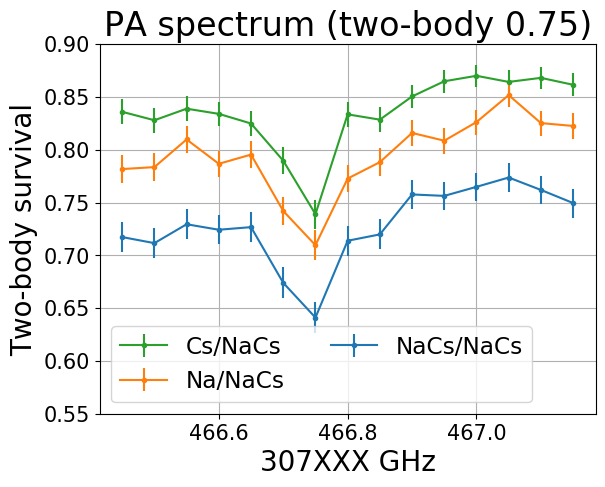 PA spectrum (two-body 0.75)
0.90
0.85
0.80
0.75
0.70
0.65
0.60
0.55
Two-body survival
Cs/NaCs
NaCs/NaCs
Na/NaCs
466.6
466.8
467.0
307XXX GHz